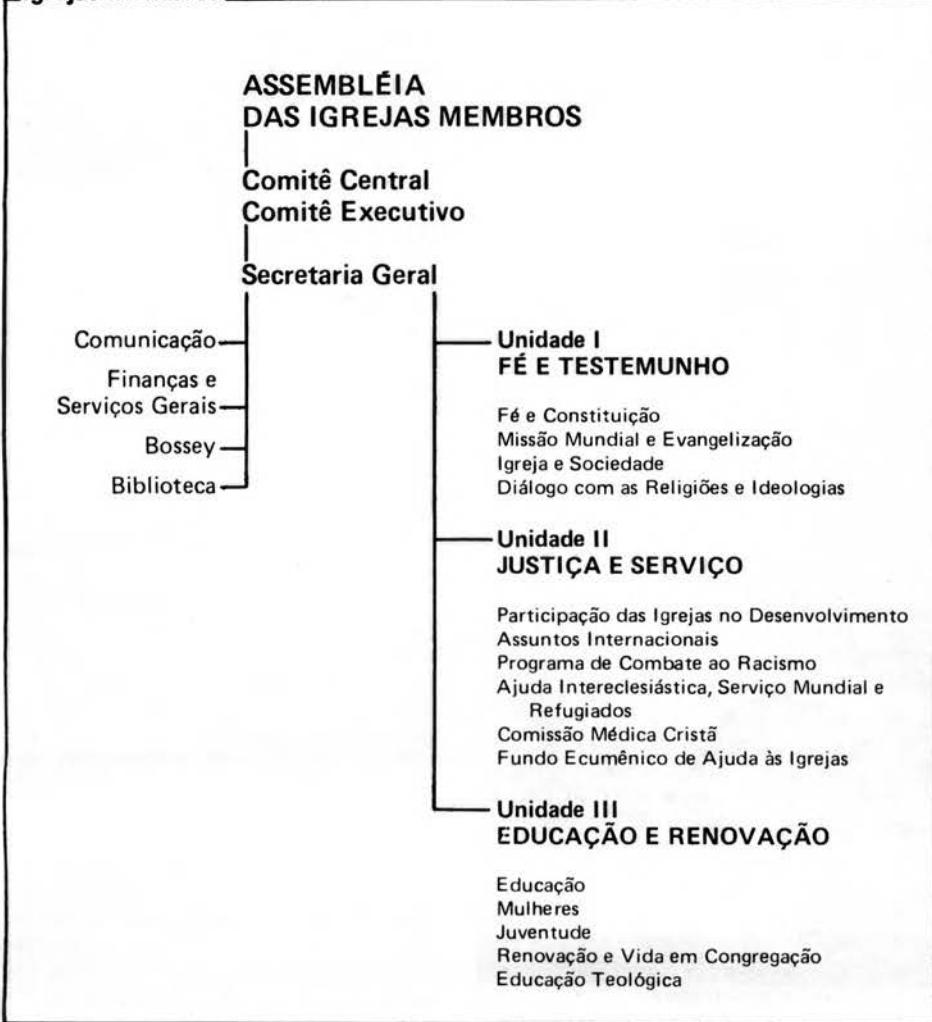 ASSEMBLÉIA
DAS IGREJAS MEMBROS
Comitê Central
Comitê Executivo
Secretaria Geral
Comunicação
Finanças e
Serviços Gerais
Bossey
Biblioteca
Unidade I
FÉ E TESTEMUNHO
Fé e Constituição
Missão Mundial e Evangelização
Igreja e Sociedade
Diálogo com as Religiões e Ideologias
Unidade II
JUSTIÇA E SERVIÇO
Participação das Igrejas no Desenvolvimento
Assuntos Internacionais
Programa de Combate ao Racismo
Ajuda Intereclesiástica, Serviço Mundial e
Refugiados
Comissão Médica Cristã
Fundo Ecumênico de Ajuda às Igrejas
Unidade III
EDUCAÇÃO E RENOVAÇÃO
Educação
Mulheres
Juventude
Renovação e Vida em Congregação
Educação Teológica